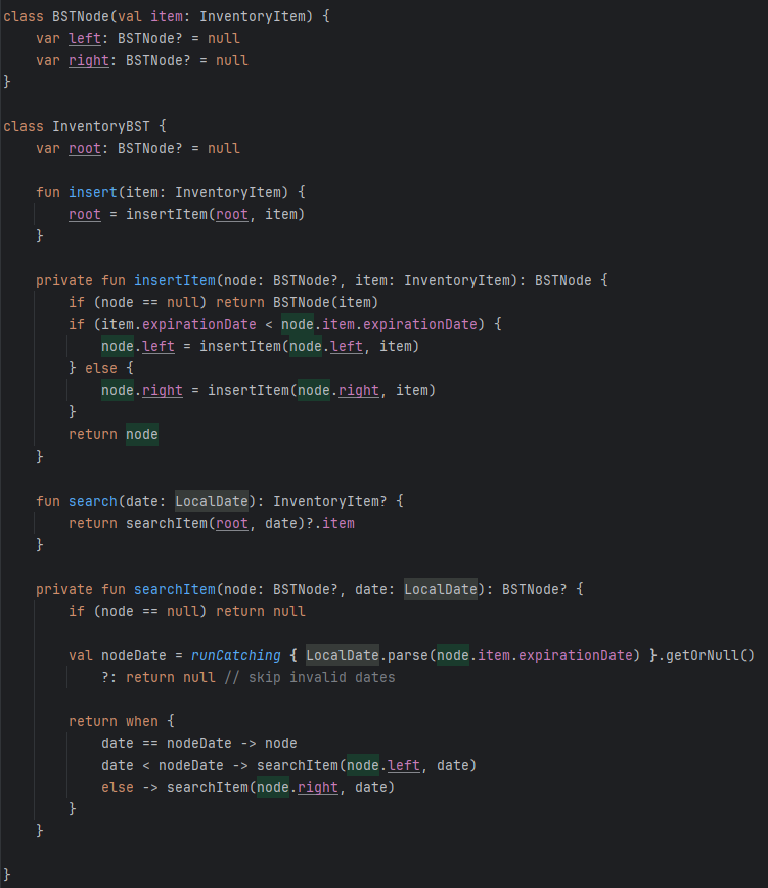 class BSTNode(val item: InventoryItem) {
    var left: BSTNode? = null
    var right: BSTNode? = null
}

class InventoryBST {
    var root: BSTNode? = null

    fun insert(item: InventoryItem) {
        root = insertItem(root, item)
    }

    private fun insertItem(node: BSTNode?, item: InventoryItem): BSTNode {
        if (node == null) return BSTNode(item)
        if (item.expirationDate < node.item.expirationDate) {
            node.left = insertItem(node.left, item)
        } else {
            node.right = insertItem(node.right, item)
        }
        return node
    }

    fun search(date: LocalDate): InventoryItem? {
        return searchItem(root, date)?.item
    }

    private fun searchItem(node: BSTNode?, date: LocalDate): BSTNode? {
        if (node == null) return null

        val nodeDate = runCatching { LocalDate.parse(node.item.expirationDate) }.getOrNull()
            ?: return null // skip invalid dates

        return when {
            date == nodeDate -> node
            date < nodeDate -> searchItem(node.left, date)
            else -> searchItem(node.right, date)
        }
    }

}